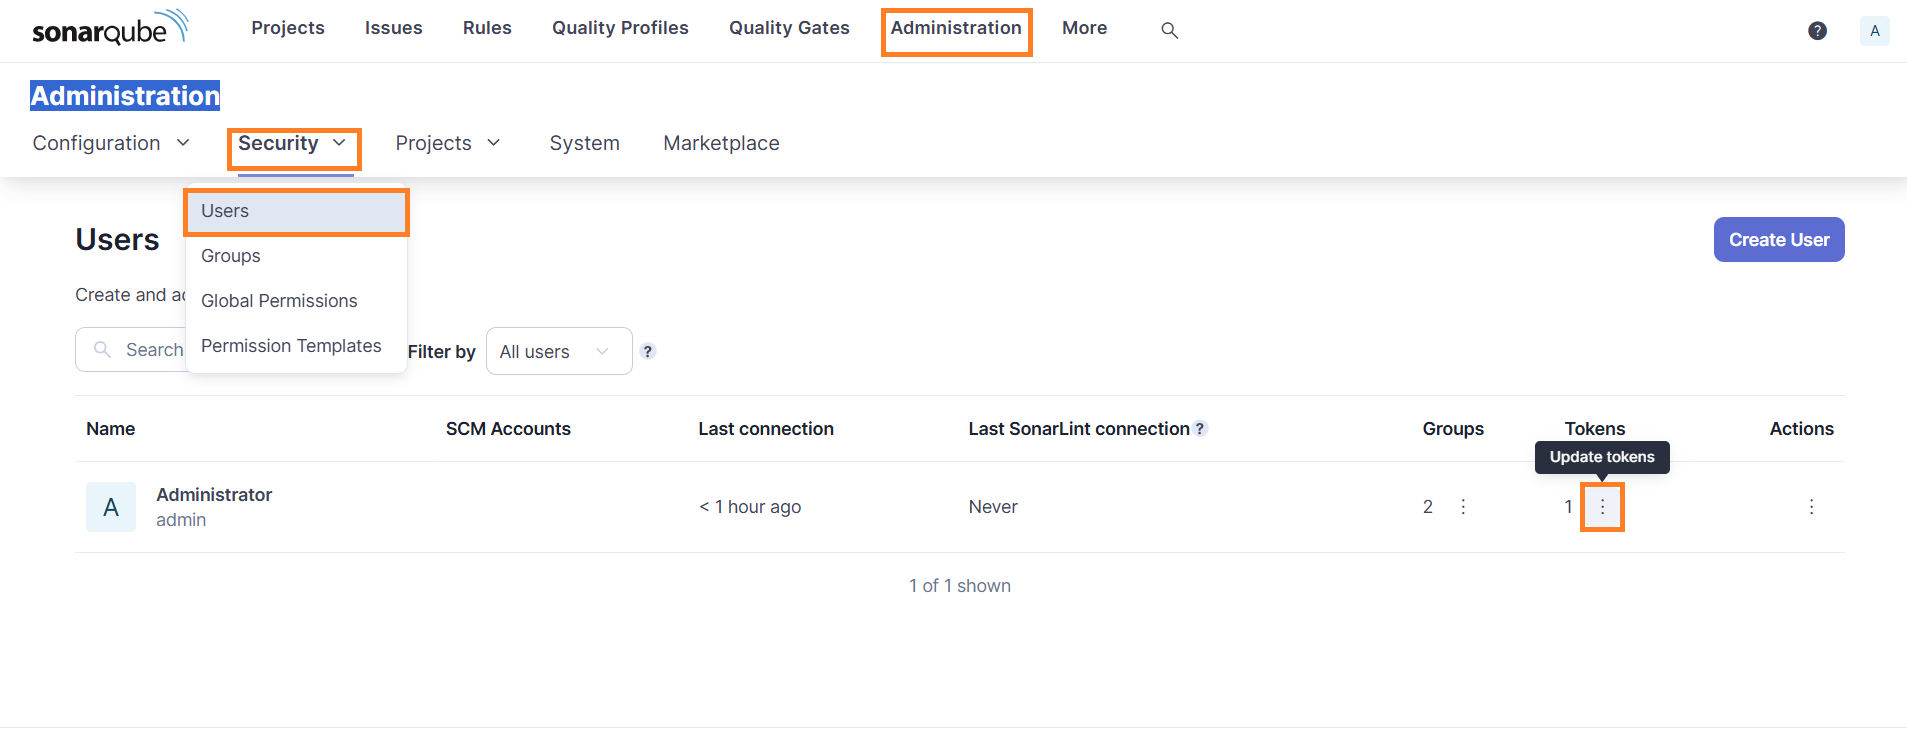 sonarqube Projects Issues Rules Quality Profiles Quality Gates Administration More ? A
Administration
Configuration Security Projects System Marketplace
Users
Groups
Global Permissions
Permission Templates
Users
Create User
Create and a
Search
Filter by All users ?
Name SCM Accounts Last connection Last SonarLint connection ? Groups Tokens Actions
Update tokens
A Administrator < 1 hour ago Never 2 1
admin
1 of 1 shown